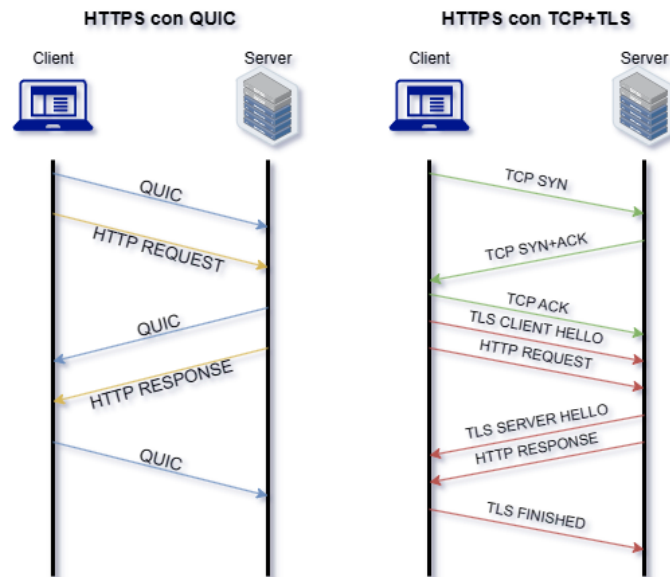 HTTPS con QUIC
Client
Server
QUIC
HTTP REQUEST
QUIC
HTTP RESPONSE
QUIC
HTTPS con TCP+TLS
Client
Server
TCP SYN
TCP SYN+ACK
TCP ACK
TLS CLIENT HELLO
HTTP REQUEST
TLS SERVER HELLO
HTTP RESPONSE
TLS FINISHED